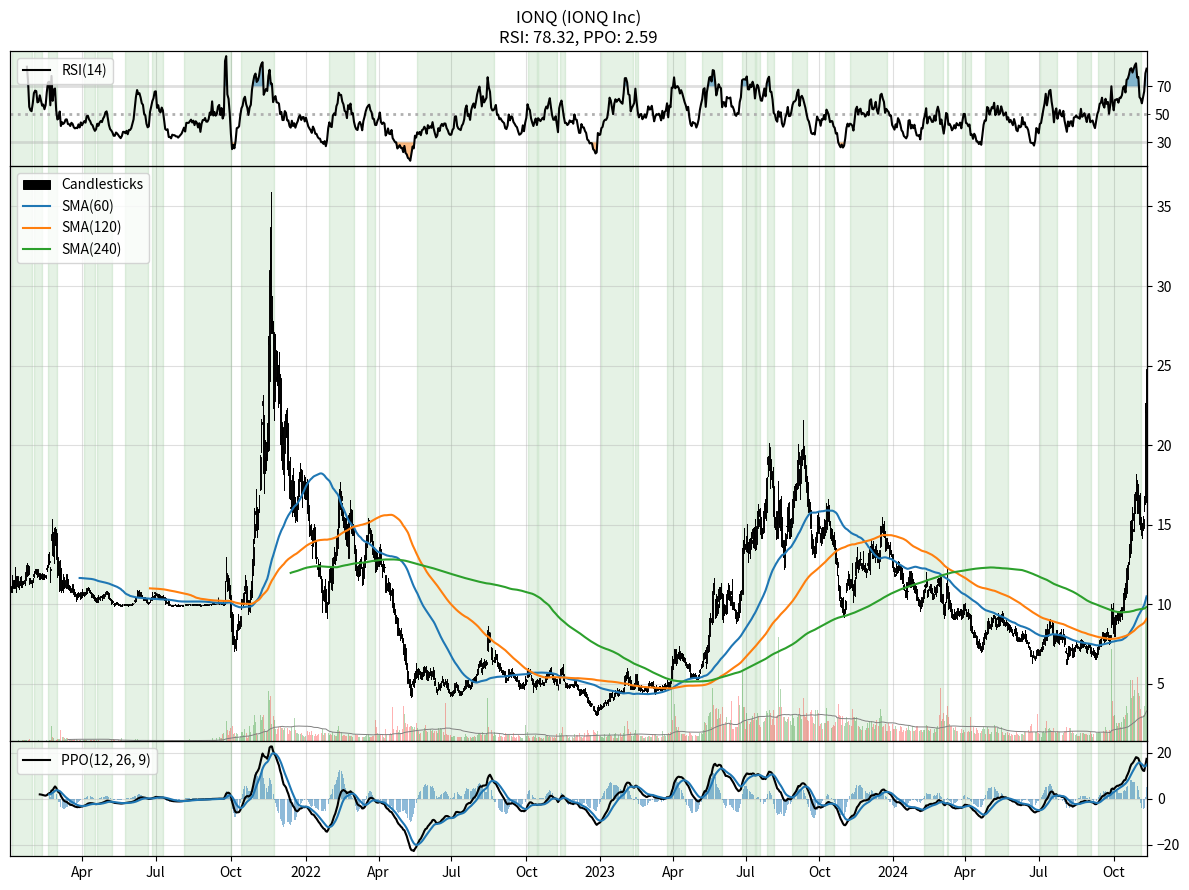 IONQ (IONQ Inc)
RSI: 78.32, PPO: 2.59
RSI(14)
70
50
30
Candlesticks
SMA(60)
SMA(120)
SMA(240)
35
30
25
20
15
10
5
PPO(12, 26, 9)
20
0
−20
Apr Jul Oct 2022 Apr Jul Oct 2023 Apr Jul Oct 2024 Apr Jul Oct